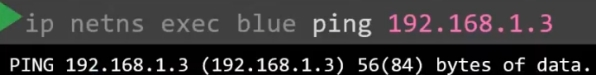 ip netns exec blue ping 192.168.1.3
PING 192.168.1.3 (192.168.1.3) 56(84) bytes of data.